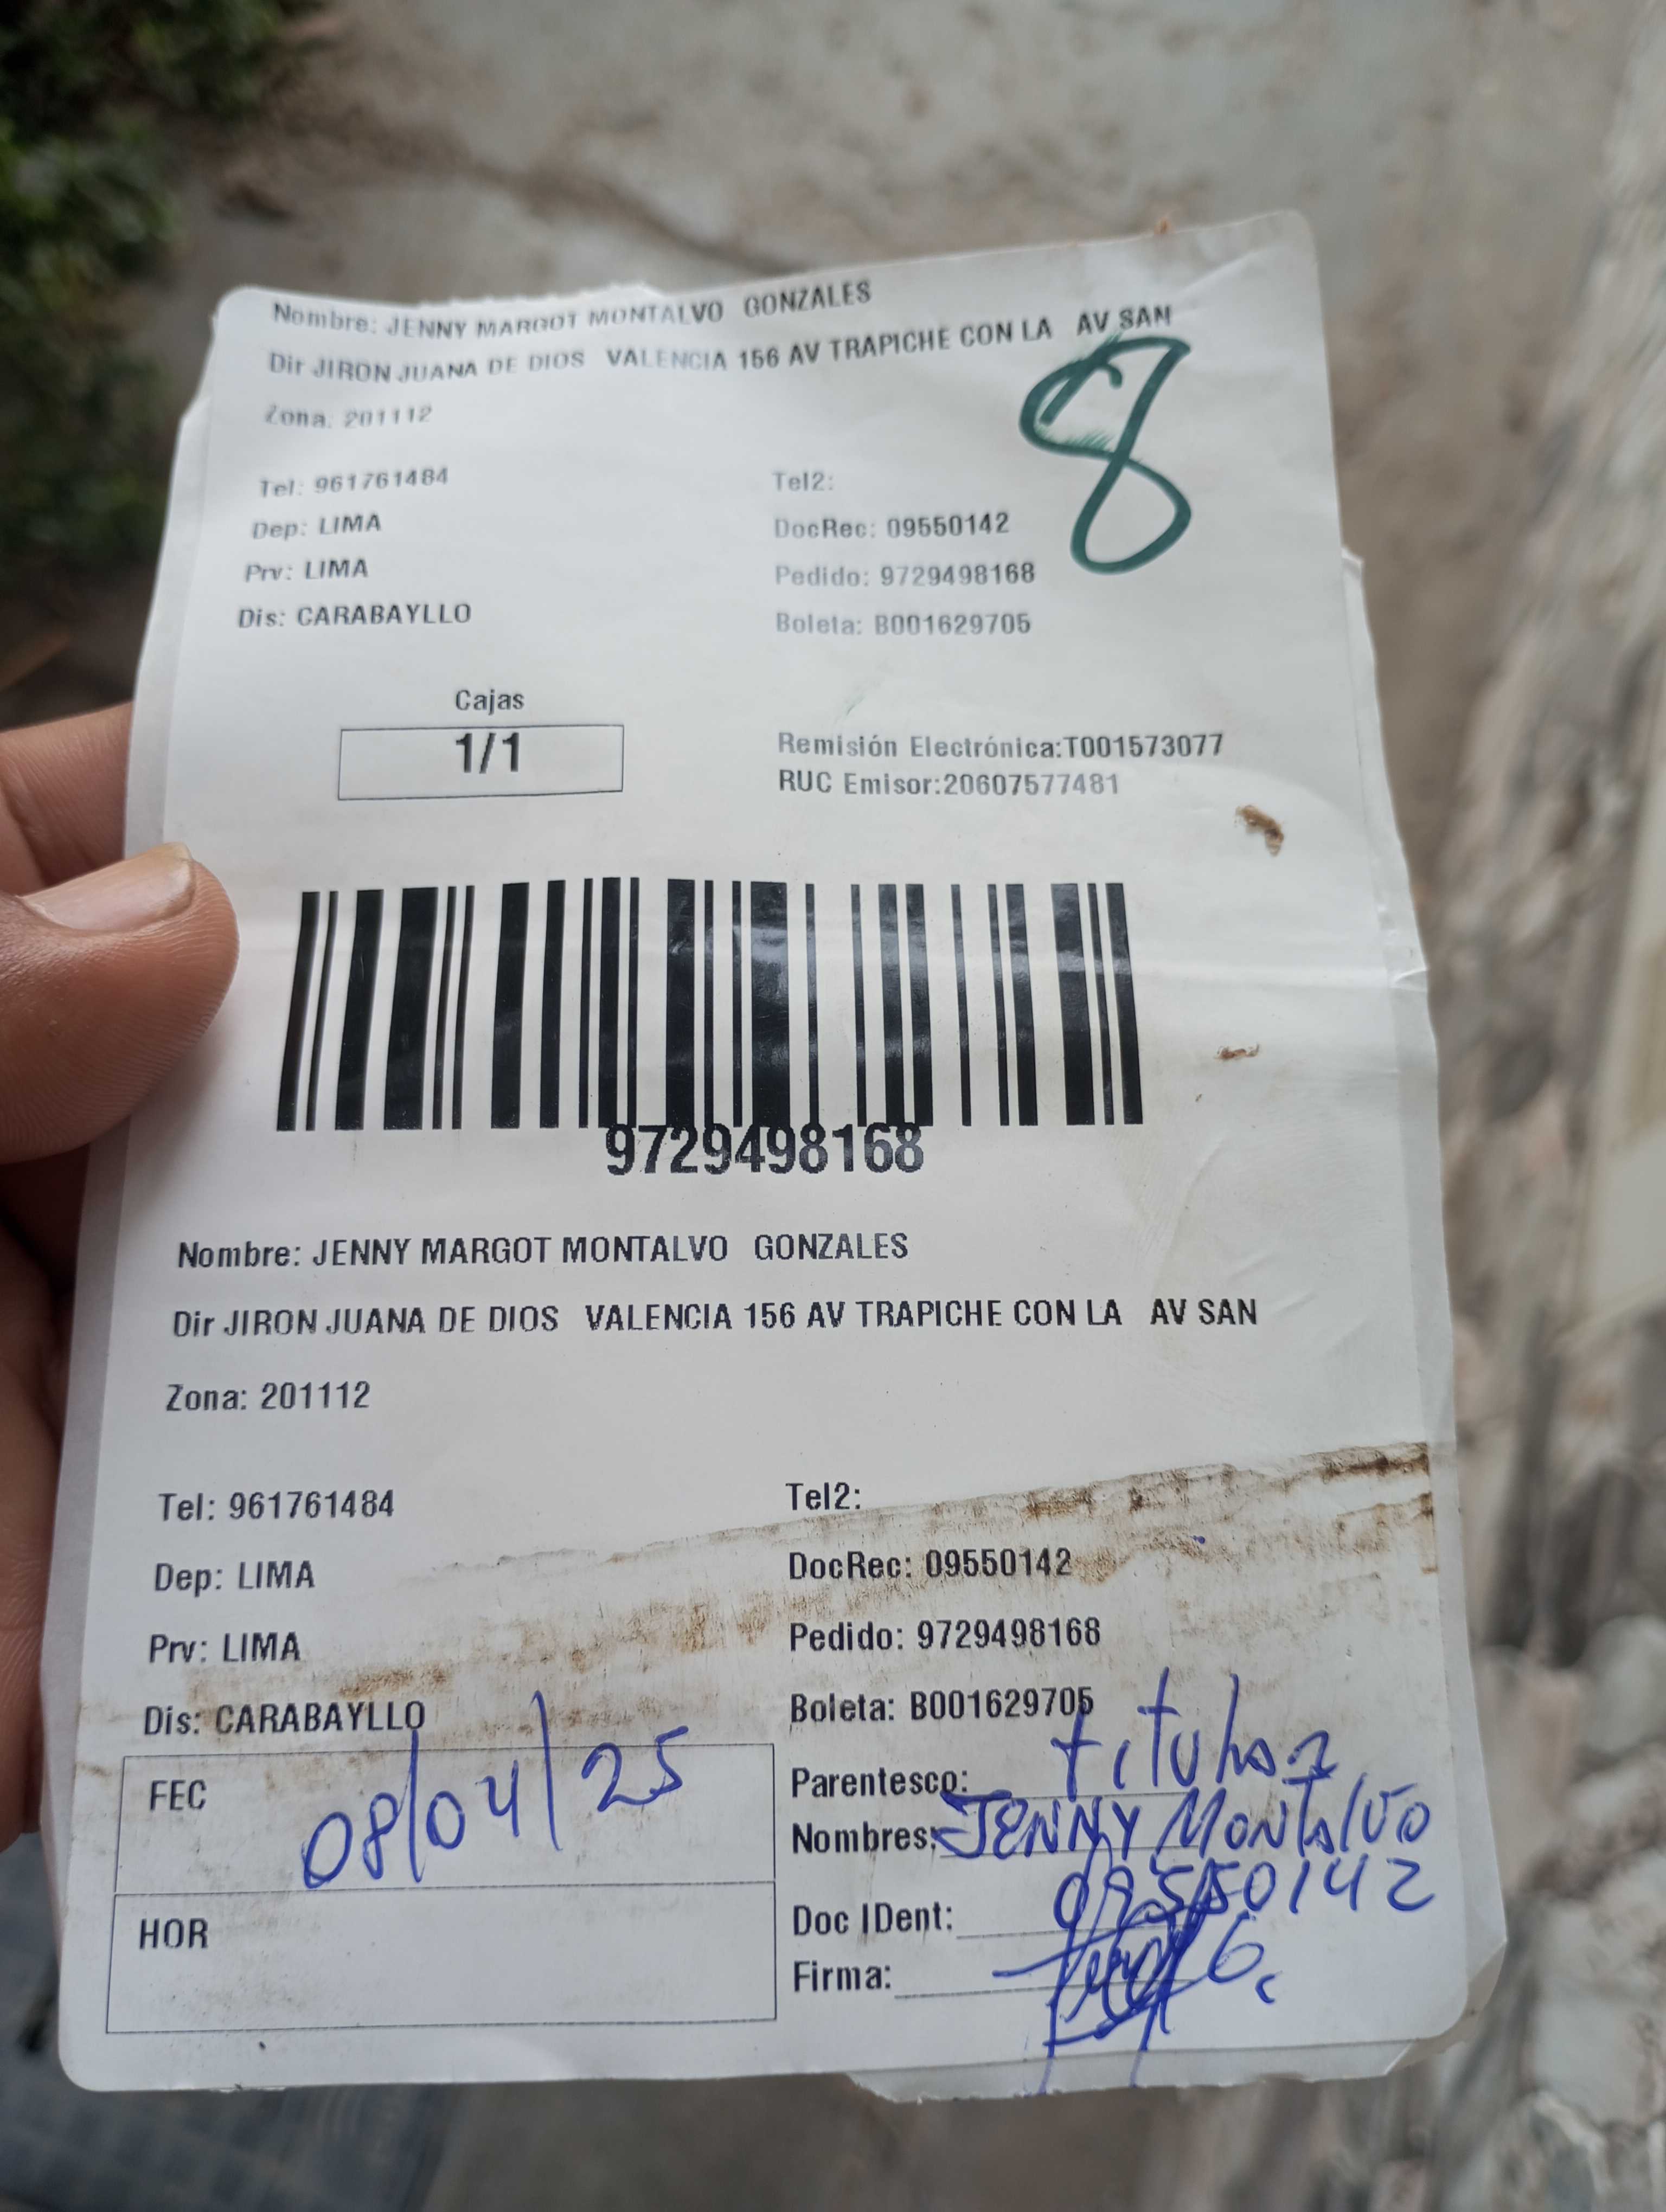 Nombre: JENNY MARGOT MONTALVO GONZALES
Dir JIRON JUANA DE DIOS VALENCIA 156 AV TRAPICHE CON LA AV SAN
8
Zona: 201112
Tel: 961761484 Tel2:
Dep: LIMA DocRec: 09550142
Prv: LIMA Pedido: 9729498168
Dis: CARABAYLLO Boleta: B001629705
Cajas
1/1
Remisión Electrónica:T001573077
RUC Emisor:20607577481
9729498168
Nombre: JENNY MARGOT MONTALVO GONZALES
Dir JIRON JUANA DE DIOS VALENCIA 156 AV TRAPICHE CON LA AV SAN
Zona: 201112
Tel: 961761484 Tel2:
Dep: LIMA DocRec: 09550142
Prv: LIMA Pedido: 9729498168
Dis: CARABAYLLO Boleta: B001629705
FEC 08/04/25
HOR
Parentesco: titular
Nombres: JENNY MONTALVO
Doc IDent: 09550142
Firma: